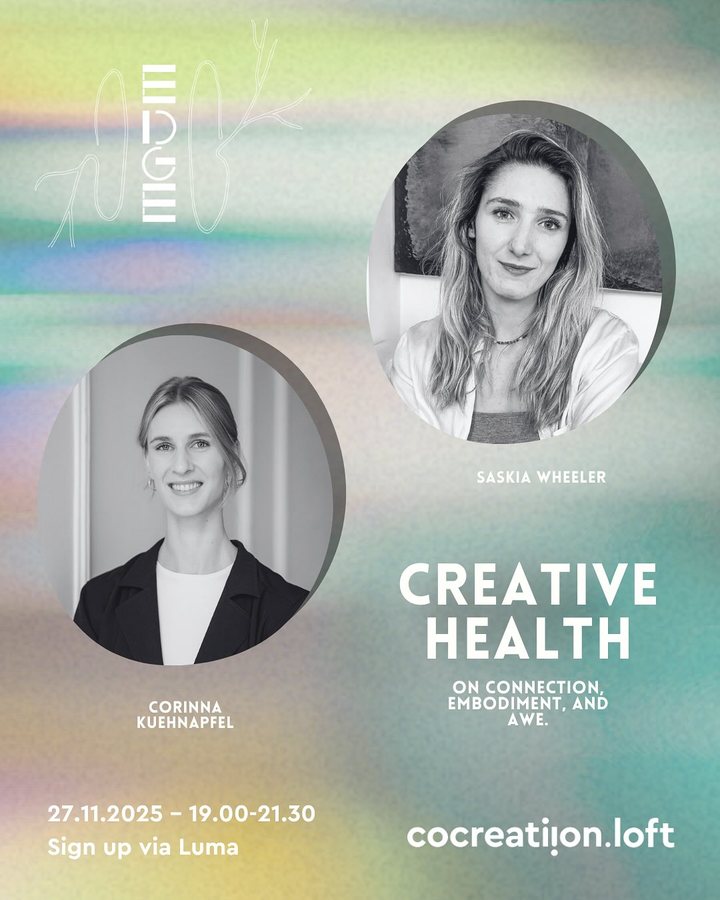 EDGE
SASKIA WHEELER
CREATIVE
HEALTH
ON CONNECTION,
EMBODIMENT, AND
AWE.
CORINNA
KUEHNAPFEL
27.11.2025 – 19.00-21.30
Sign up via Luma
cocreatiịon.loft